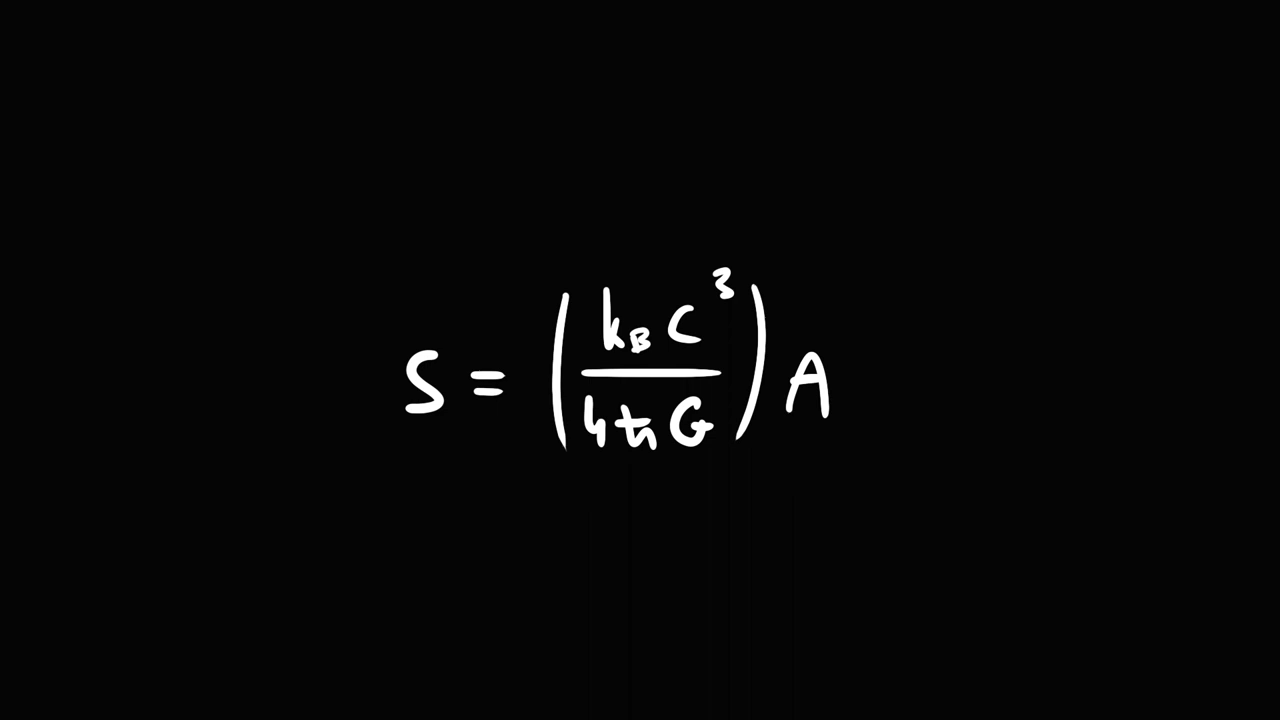 S = (k_B c^3 / 4ℏG) A